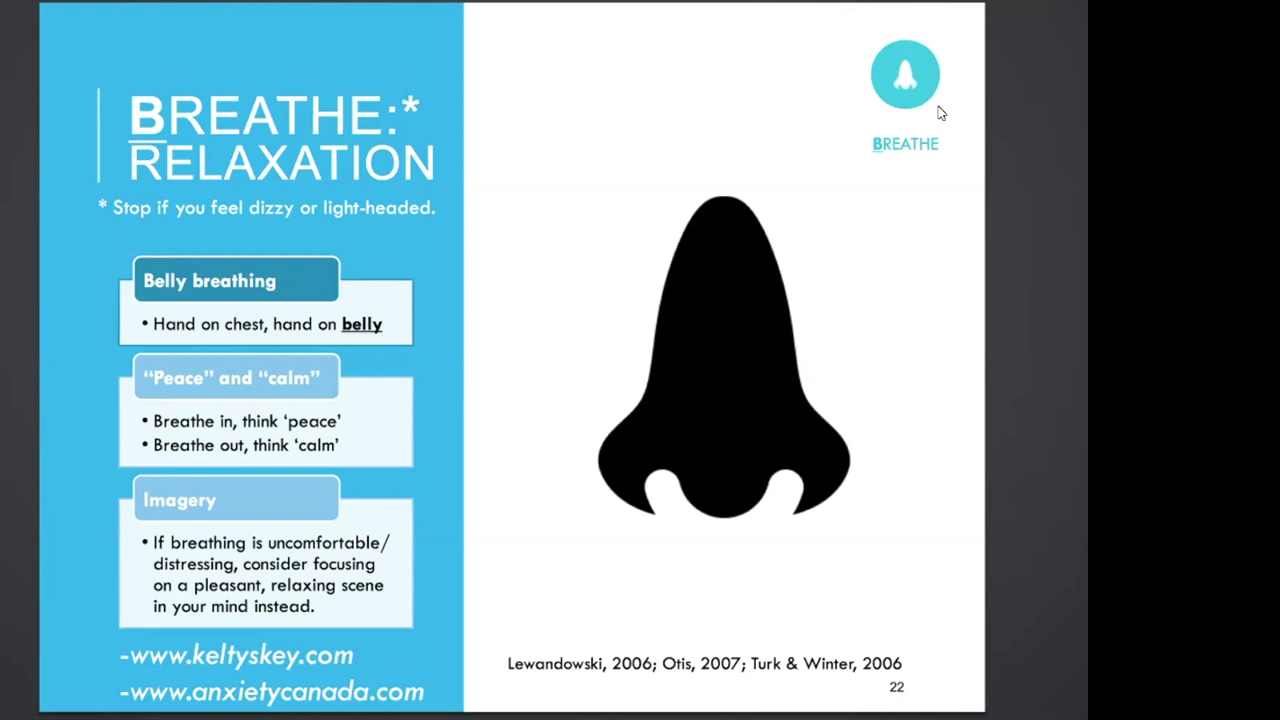 BREATHE:*
RELAXATION
* Stop if you feel dizzy or light-headed.
Belly breathing
• Hand on chest, hand on belly
“Peace” and “calm”
• Breathe in, think ‘peace’
• Breathe out, think ‘calm’
Imagery
• If breathing is uncomfortable/
distressing, consider focusing
on a pleasant, relaxing scene
in your mind instead.
-www.keltyskey.com
-www.anxietycanada.com
BREATHE
Lewandowski, 2006; Otis, 2007; Turk & Winter, 2006
22